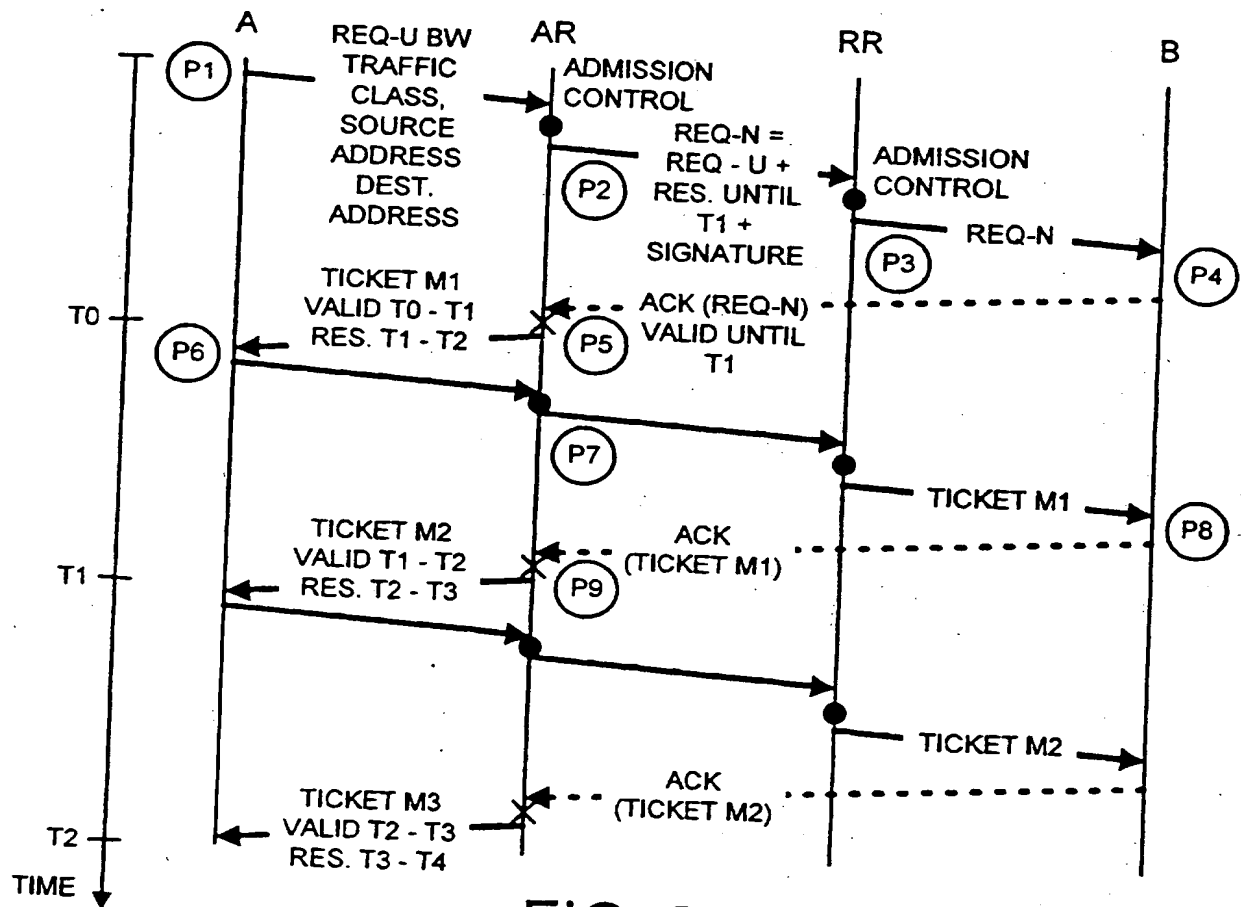 A
REQ-U BW
TRAFFIC
CLASS,
SOURCE
ADDRESS
DEST.
ADDRESS
AR
RR
B
P1
ADMISSION
CONTROL
REQ-N =
REQ - U +
RES. UNTIL
T1 +
SIGNATURE
P2
ADMISSION
CONTROL
REQ-N
P3
P4
T0
TICKET M1
VALID T0 - T1
RES. T1 - T2
ACK (REQ-N)
VALID UNTIL
T1
P5
P6
P7
TICKET M1
P8
T1
TICKET M2
VALID T1 - T2
RES. T2 - T3
ACK
(TICKET M1)
P9
TICKET M2
T2
TICKET M3
VALID T2 - T3
RES. T3 - T4
ACK
(TICKET M2)
TIME